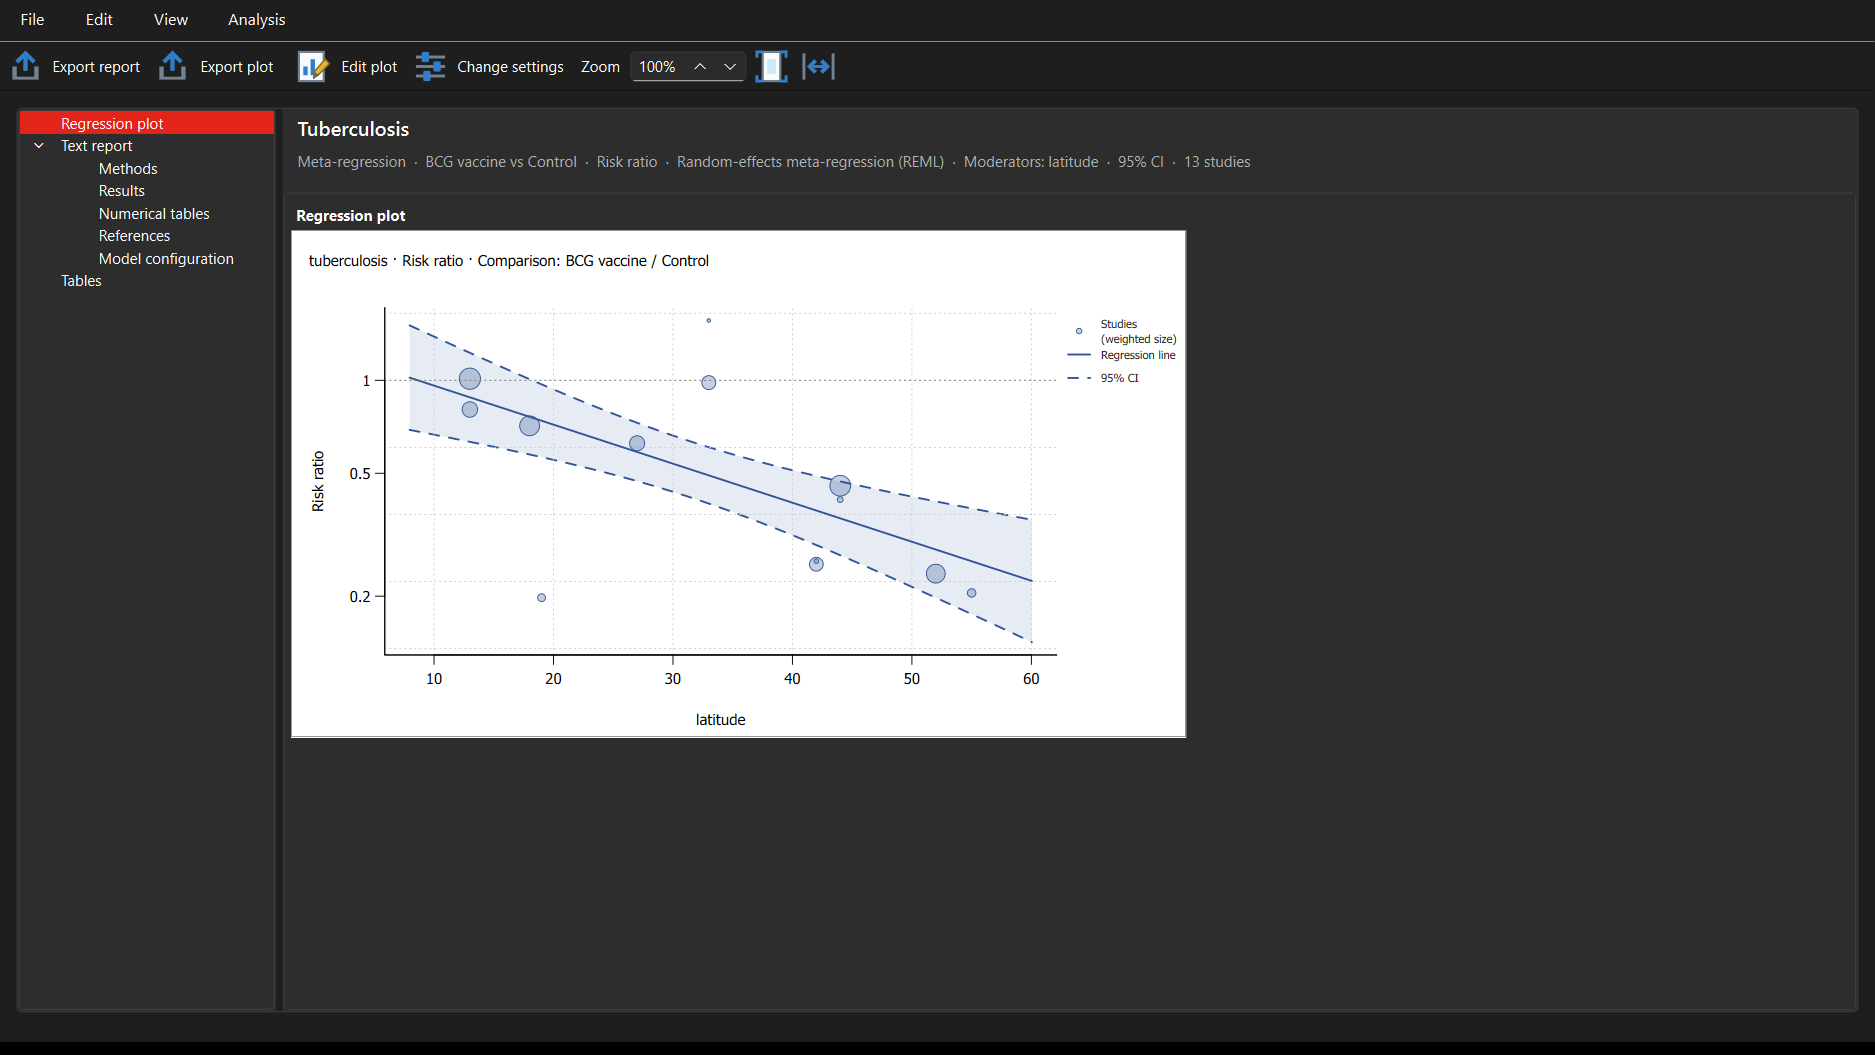 File Edit View Analysis
Export report Export plot Edit plot Change settings Zoom 100%
Regression plot
Text report
Methods
Results
Numerical tables
References
Model configuration
Tables
Tuberculosis
Meta-regression · BCG vaccine vs Control · Risk ratio · Random-effects meta-regression (REML) · Moderators: latitude · 95% CI · 13 studies
Regression plot
tuberculosis · Risk ratio · Comparison: BCG vaccine / Control
Risk ratio
1
0.5
0.2
10 20 30 40 50 60
latitude
Studies
(weighted size)
Regression line
95% CI